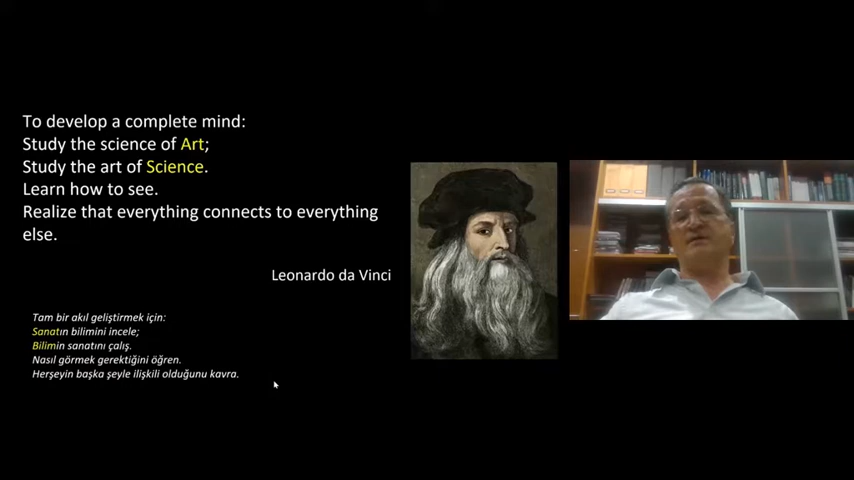 To develop a complete mind:
Study the science of Art;
Study the art of Science.
Learn how to see.
Realize that everything connects to everything
else.
Leonardo da Vinci
Tam bir akıl geliştirmek için:
Sanatın bilimini incele;
Bilimin sanatını çalış.
Nasıl görmek gerektiğini öğren.
Herşeyin başka şeyle ilişkili olduğunu kavra.